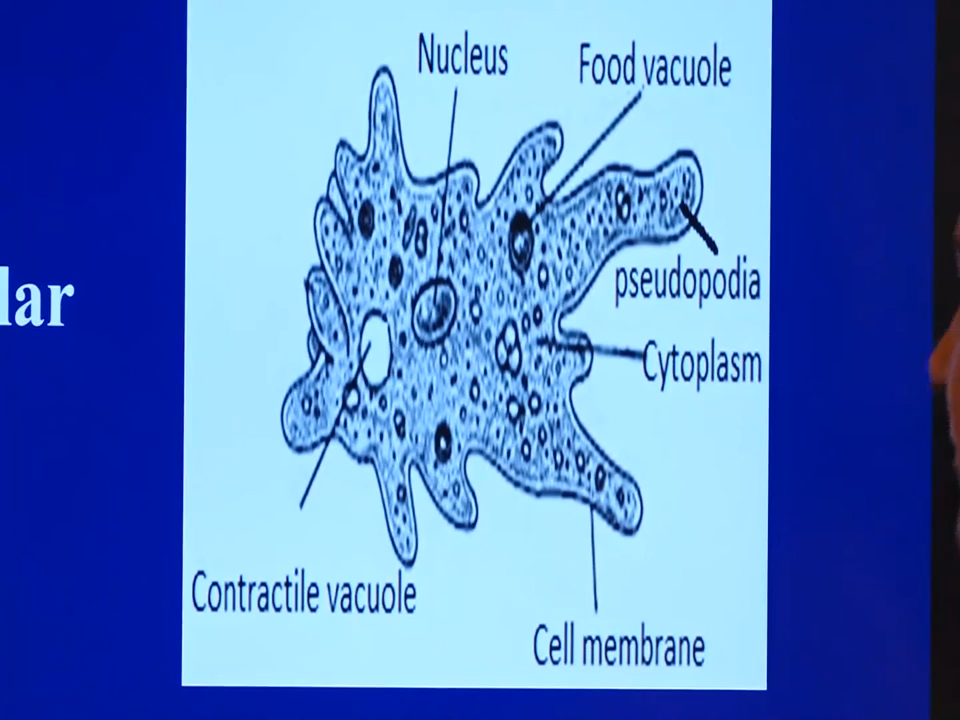 Nucleus
Food vacuole
lar
pseudopodia
Cytoplasm
Contractile vacuole
Cell membrane